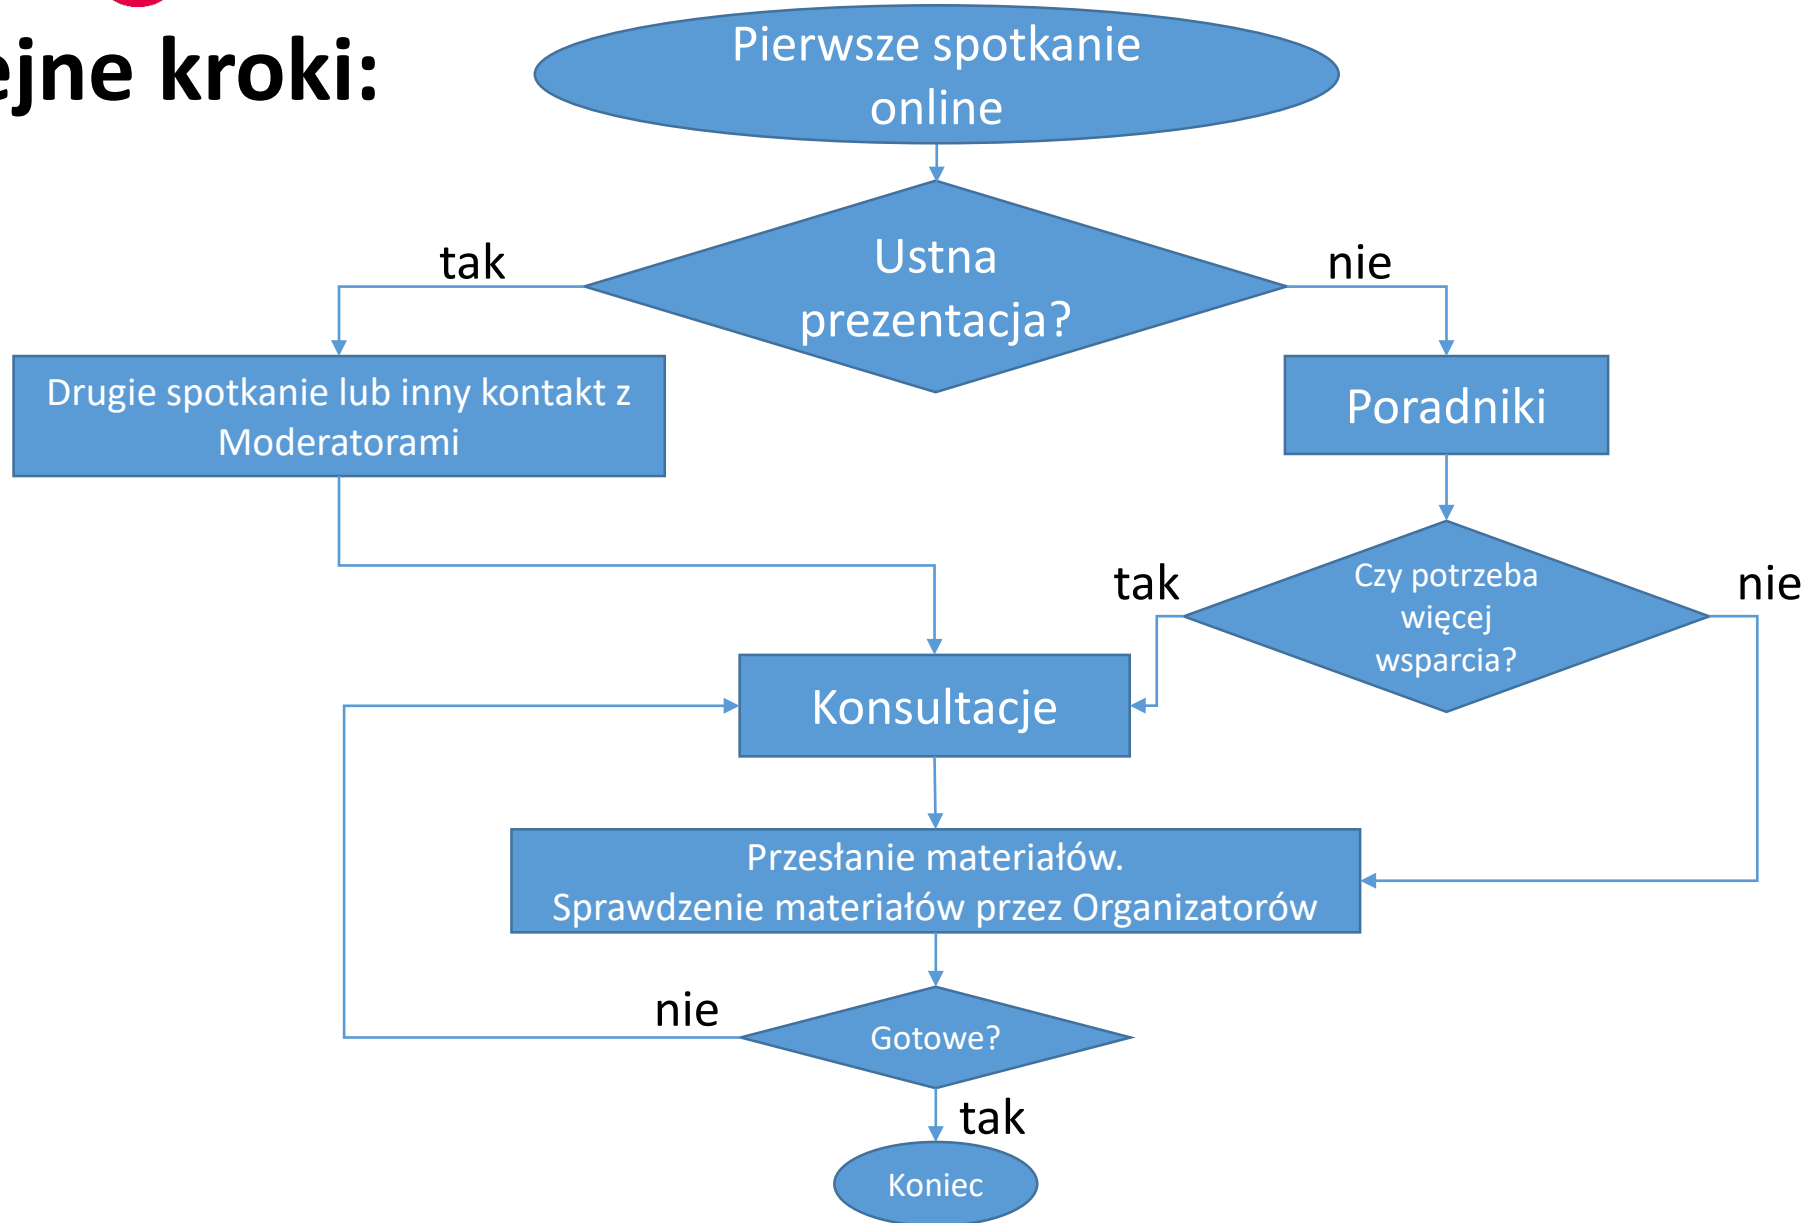 ejne kroki:
Pierwsze spotkanie
online
Ustna
prezentacja?
tak
nie
Drugie spotkanie lub inny kontakt z
Moderatorami
Poradniki
Czy potrzeba
więcej
wsparcia?
tak
nie
Konsultacje
Przesłanie materiałów.
Sprawdzenie materiałów przez Organizatorów
nie
Gotowe?
tak
Koniec